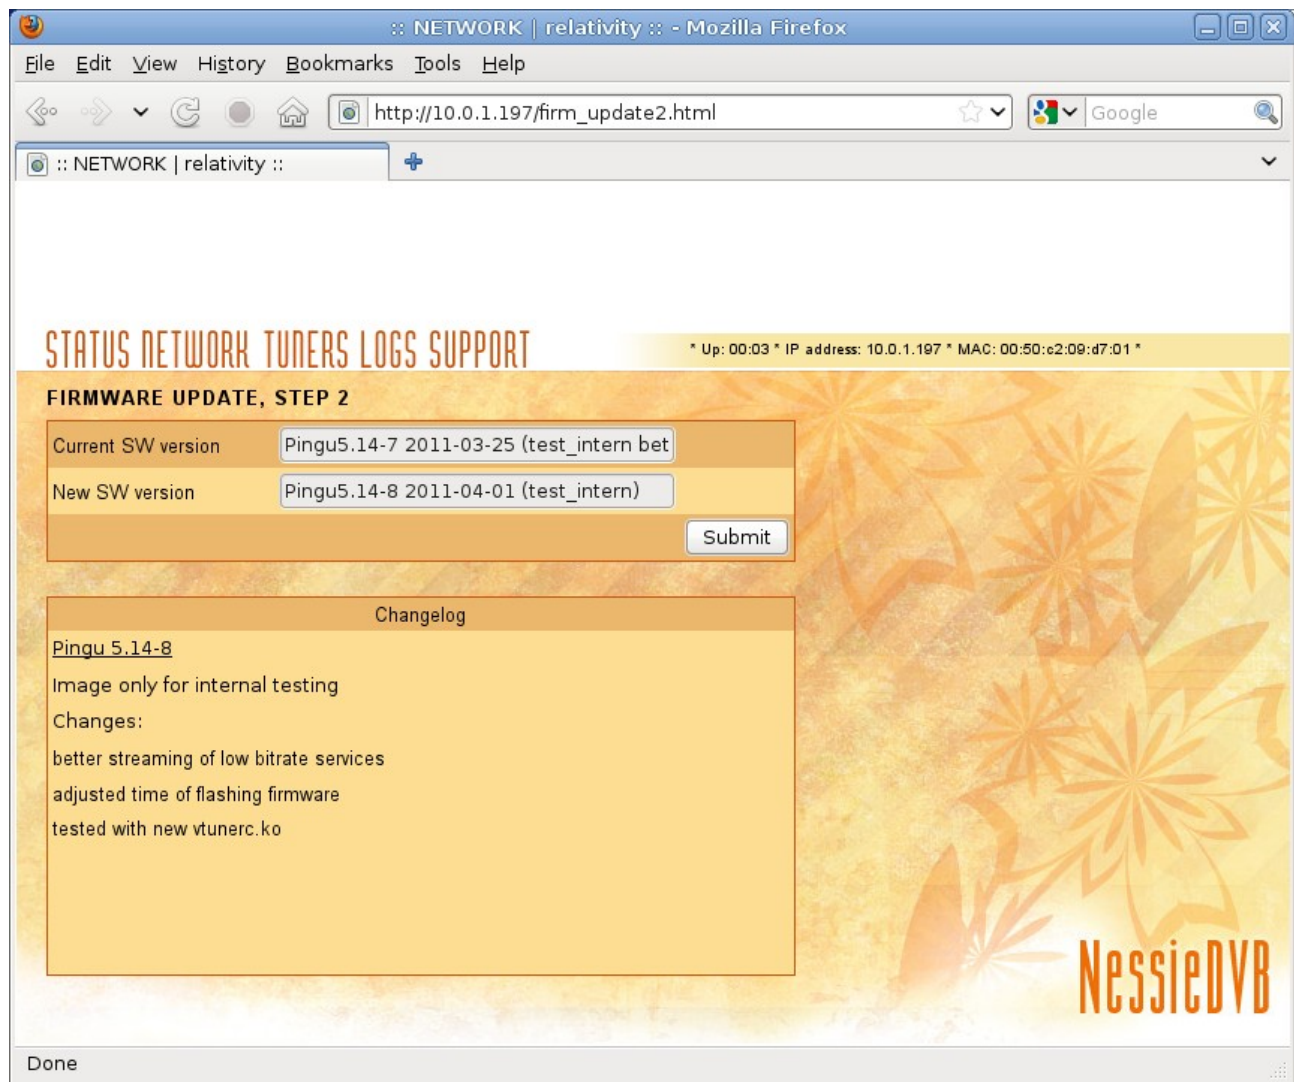 :: NETWORK | relativity :: - Mozilla Firefox
File Edit View History Bookmarks Tools Help
http://10.0.1.197/firm_update2.html Google
:: NETWORK | relativity ::
STATUS NETWORK TUNERS LOGS SUPPORT
* Up: 00:03 * IP address: 10.0.1.197 * MAC: 00:50:c2:09:d7:01 *
FIRMWARE UPDATE, STEP 2
Current SW version Pingu5.14-7 2011-03-25 (test_intern bet
New SW version Pingu5.14-8 2011-04-01 (test_intern)
Submit
Changelog
Pingu 5.14-8
Image only for internal testing
Changes:
better streaming of low bitrate services
adjusted time of flashing firmware
tested with new vtunerc.ko
NessieDVB
Done